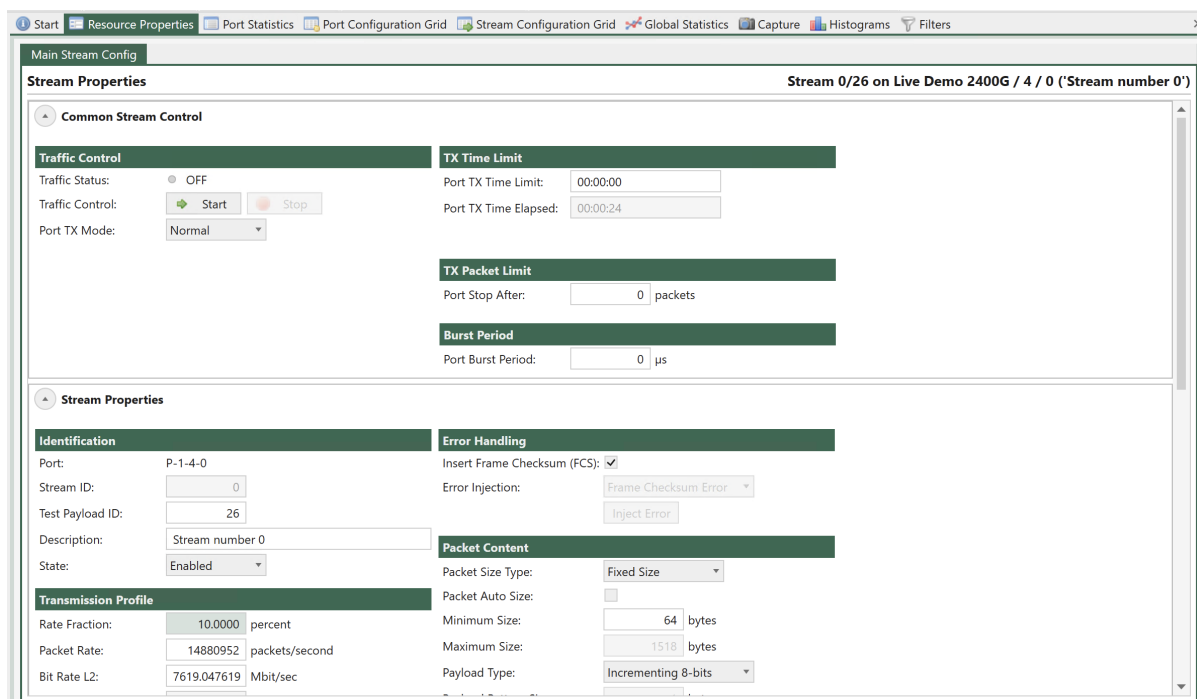 Start Resource Properties Port Statistics Port Configuration Grid Stream Configuration Grid Global Statistics Capture Histograms Filters
Main Stream Config
Stream Properties Stream 0/26 on Live Demo 2400G / 4 / 0 ('Stream number 0')
Common Stream Control
Traffic Control
Traffic Status: OFF
Traffic Control: Start Stop
Port TX Mode: Normal
TX Time Limit
Port TX Time Limit: 00:00:00
Port TX Time Elapsed: 00:00:24
TX Packet Limit
Port Stop After: 0 packets
Burst Period
Port Burst Period: 0 µs
Stream Properties
Identification
Port: P-1-4-0
Stream ID: 0
Test Payload ID: 26
Description: Stream number 0
State: Enabled
Transmission Profile
Rate Fraction: 10.0000 percent
Packet Rate: 14880952 packets/second
Bit Rate L2: 7619.047619 Mbit/sec
Error Handling
Insert Frame Checksum (FCS):
Error Injection: Frame Checksum Error
Inject Error
Packet Content
Packet Size Type: Fixed Size
Packet Auto Size:
Minimum Size: 64 bytes
Maximum Size: 1518 bytes
Payload Type: Incrementing 8-bits